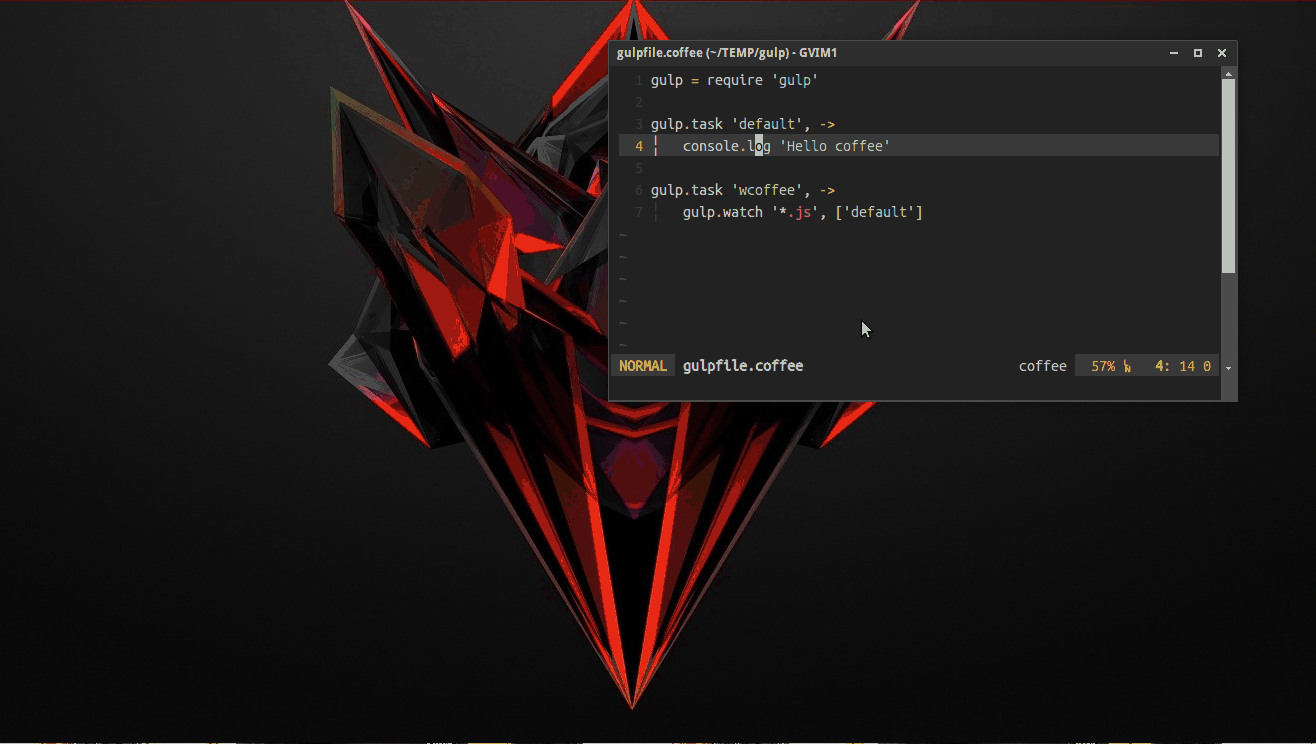 gulpfile.coffee (~/TEMP/gulp) - GVIM1
1 gulp = require 'gulp'
2
3 gulp.task 'default', ->
4 ¦   console.log 'Hello coffee'
5
6 gulp.task 'wcoffee', ->
7 ¦   gulp.watch '*.js', ['default']
~
~
~
~
~
~
NORMAL gulpfile.coffee coffee 57% 4: 14 0